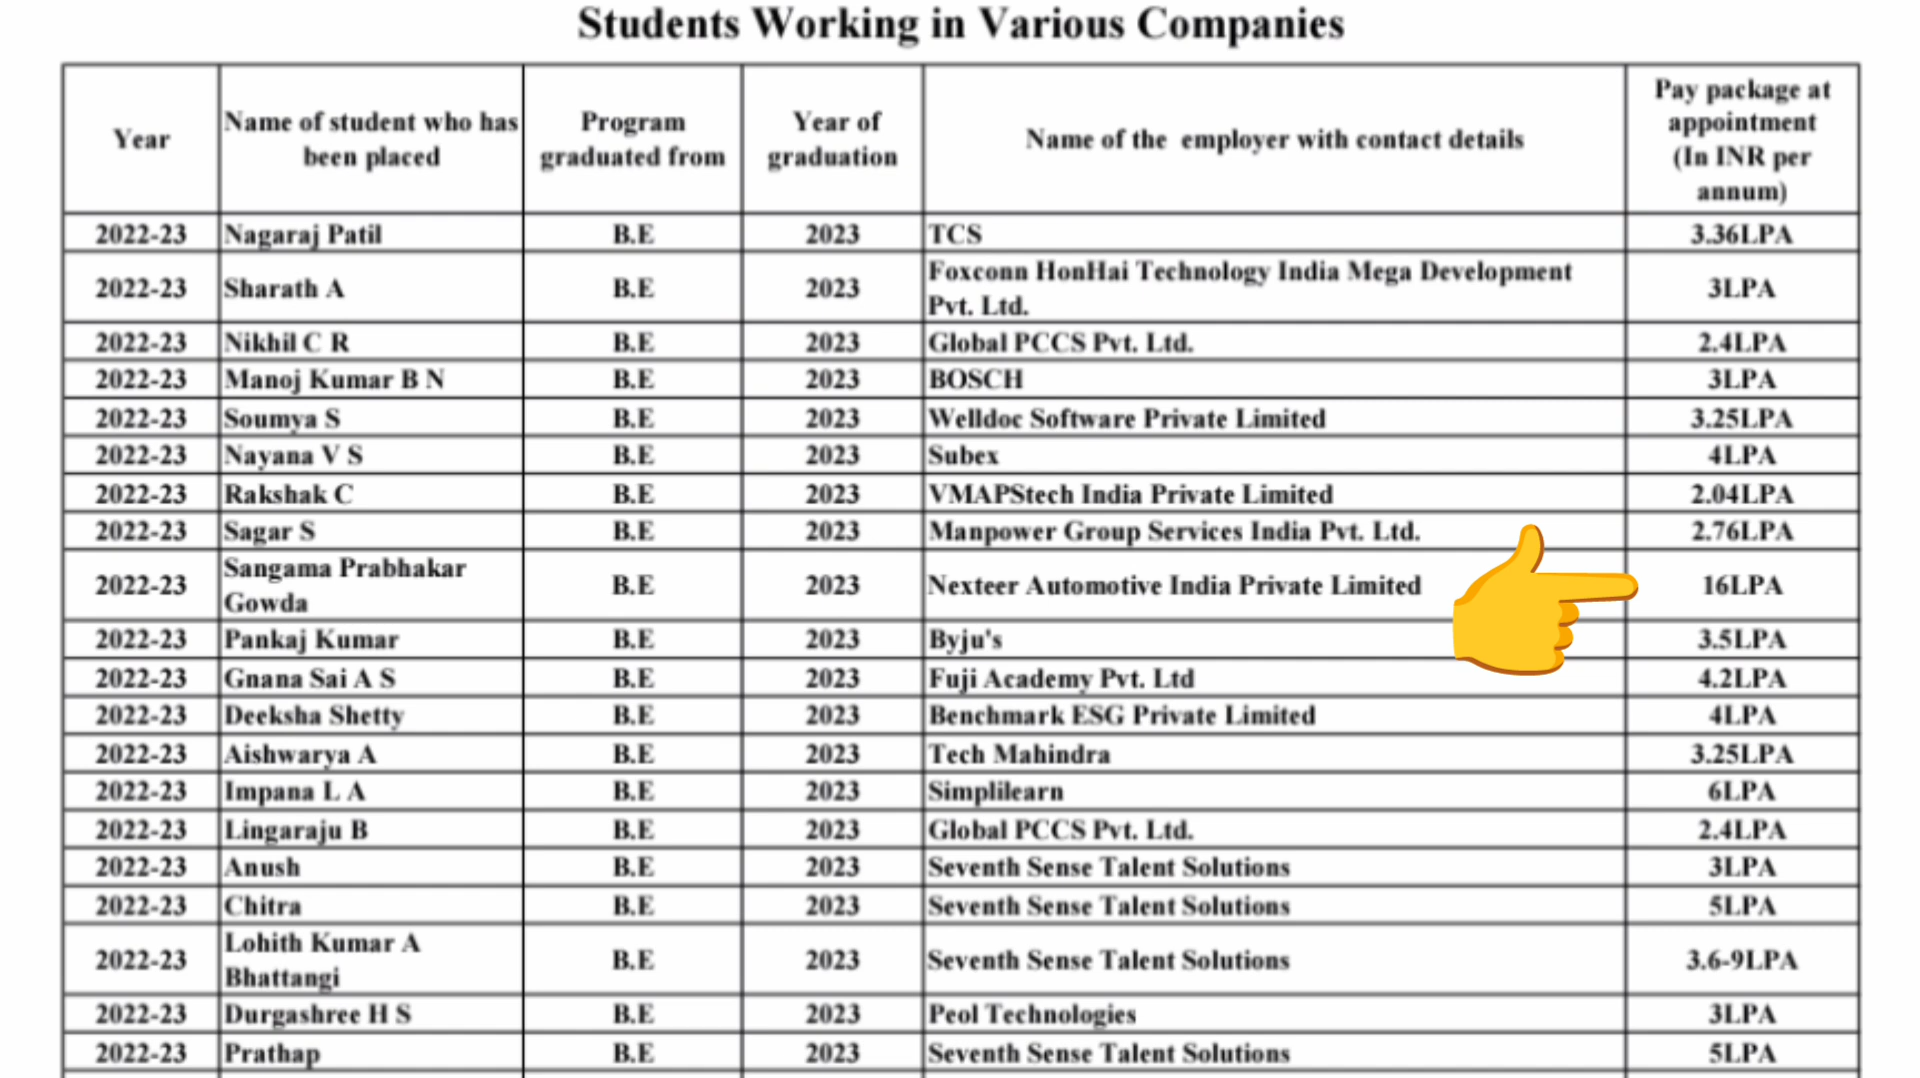 Students Working in Various Companies
Year | Name of student who has been placed | Program graduated from | Year of graduation | Name of the employer with contact details | Pay package at appointment (In INR per annum)
2022-23 | Nagaraj Patil | B.E | 2023 | TCS | 3.36LPA
2022-23 | Sharath A | B.E | 2023 | Foxconn HonHai Technology India Mega Development Pvt. Ltd. | 3LPA
2022-23 | Nikhil C R | B.E | 2023 | Global PCCS Pvt. Ltd. | 2.4LPA
2022-23 | Manoj Kumar B N | B.E | 2023 | BOSCH | 3LPA
2022-23 | Soumya S | B.E | 2023 | Welldoc Software Private Limited | 3.25LPA
2022-23 | Nayana V S | B.E | 2023 | Subex | 4LPA
2022-23 | Rakshak C | B.E | 2023 | VMAPStech India Private Limited | 2.04LPA
2022-23 | Sagar S | B.E | 2023 | Manpower Group Services India Pvt. Ltd. | 2.76LPA
2022-23 | Sangama Prabhakar Gowda | B.E | 2023 | Nexteer Automotive India Private Limited | 16LPA
2022-23 | Pankaj Kumar | B.E | 2023 | Byju's | 3.5LPA
2022-23 | Gnana Sai A S | B.E | 2023 | Fuji Academy Pvt. Ltd | 4.2LPA
2022-23 | Deeksha Shetty | B.E | 2023 | Benchmark ESG Private Limited | 4LPA
2022-23 | Aishwarya A | B.E | 2023 | Tech Mahindra | 3.25LPA
2022-23 | Impana L A | B.E | 2023 | Simplilearn | 6LPA
2022-23 | Lingaraju B | B.E | 2023 | Global PCCS Pvt. Ltd. | 2.4LPA
2022-23 | Anush | B.E | 2023 | Seventh Sense Talent Solutions | 3LPA
2022-23 | Chitra | B.E | 2023 | Seventh Sense Talent Solutions | 5LPA
2022-23 | Lohith Kumar A Bhattangi | B.E | 2023 | Seventh Sense Talent Solutions | 3.6-9LPA
2022-23 | Durgashree H S | B.E | 2023 | Peol Technologies | 3LPA
2022-23 | Prathap | B.E | 2023 | Seventh Sense Talent Solutions | 5LPA